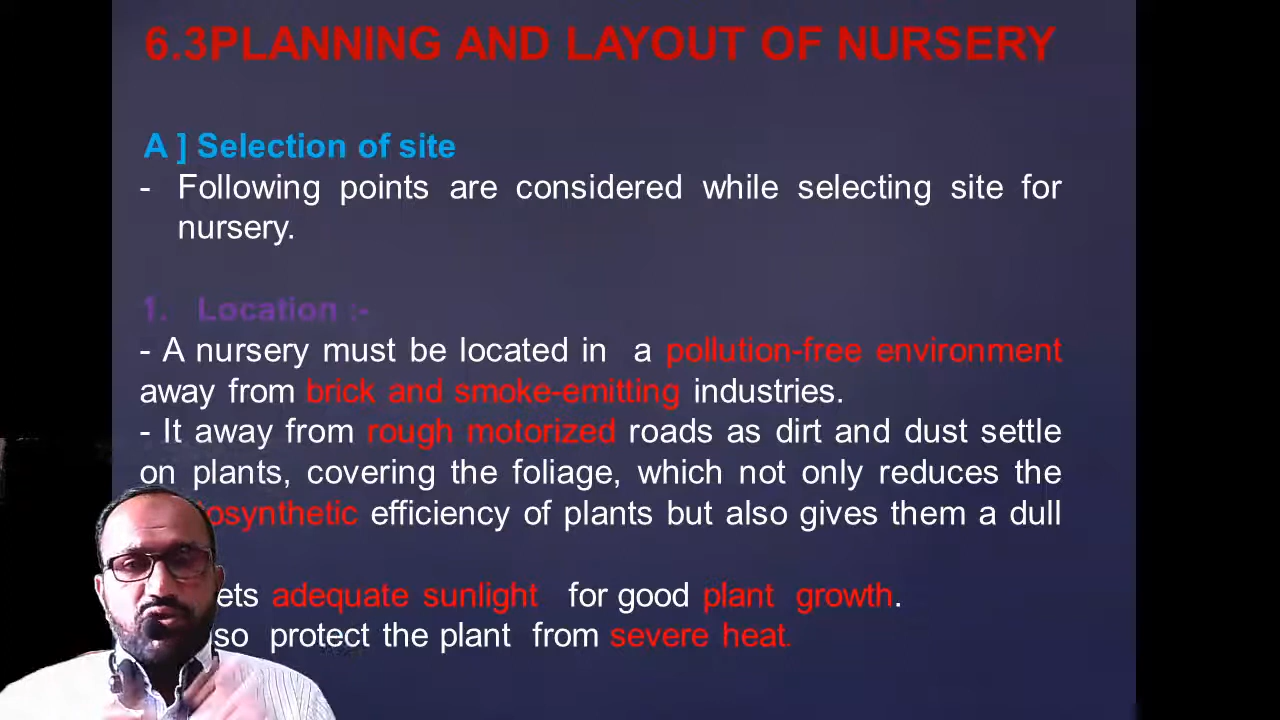 6.3PLANNING AND LAYOUT OF NURSERY
A ] Selection of site
- Following points are considered while selecting site for
nursery.
1. Location :-
- A nursery must be located in a pollution-free environment
away from brick and smoke-emitting industries.
- It away from rough motorized roads as dirt and dust settle
on plants, covering the foliage, which not only reduces the
efficiency of plants but also gives them a dull
adequate sunlight for good plant growth.
protect the plant from severe heat.